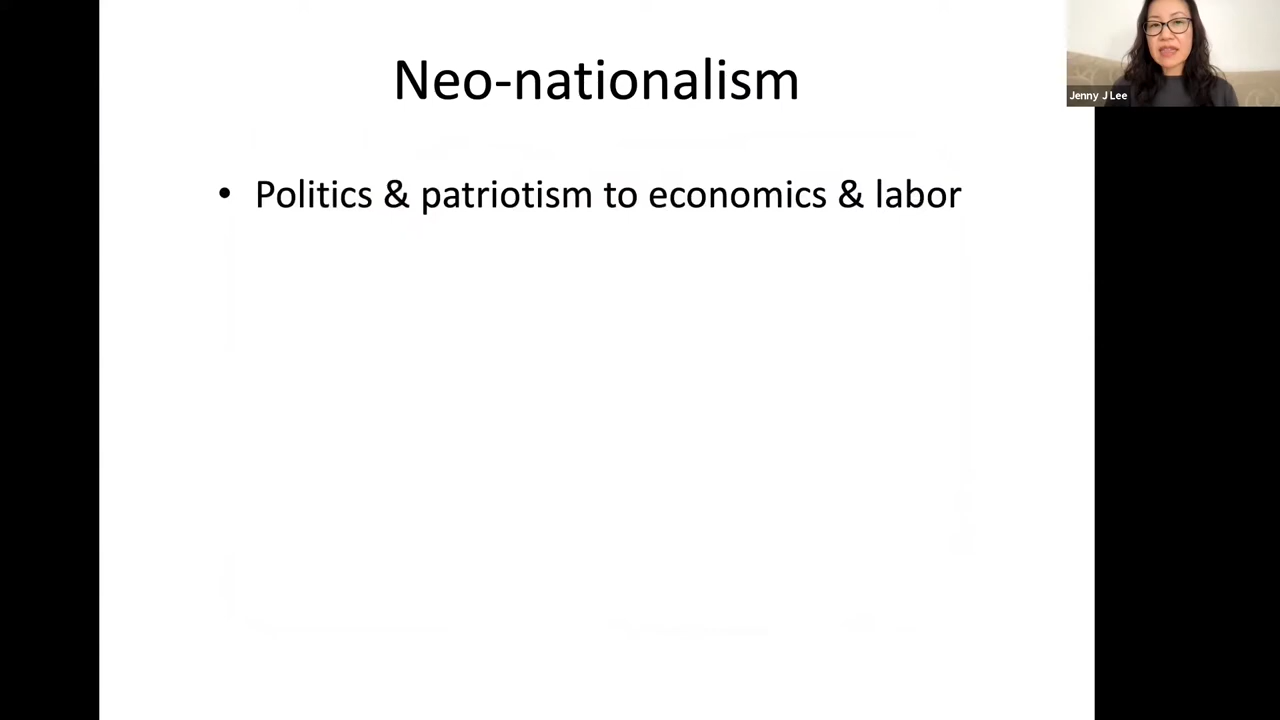 Neo-nationalism
Jenny J Lee
• Politics & patriotism to economics & labor